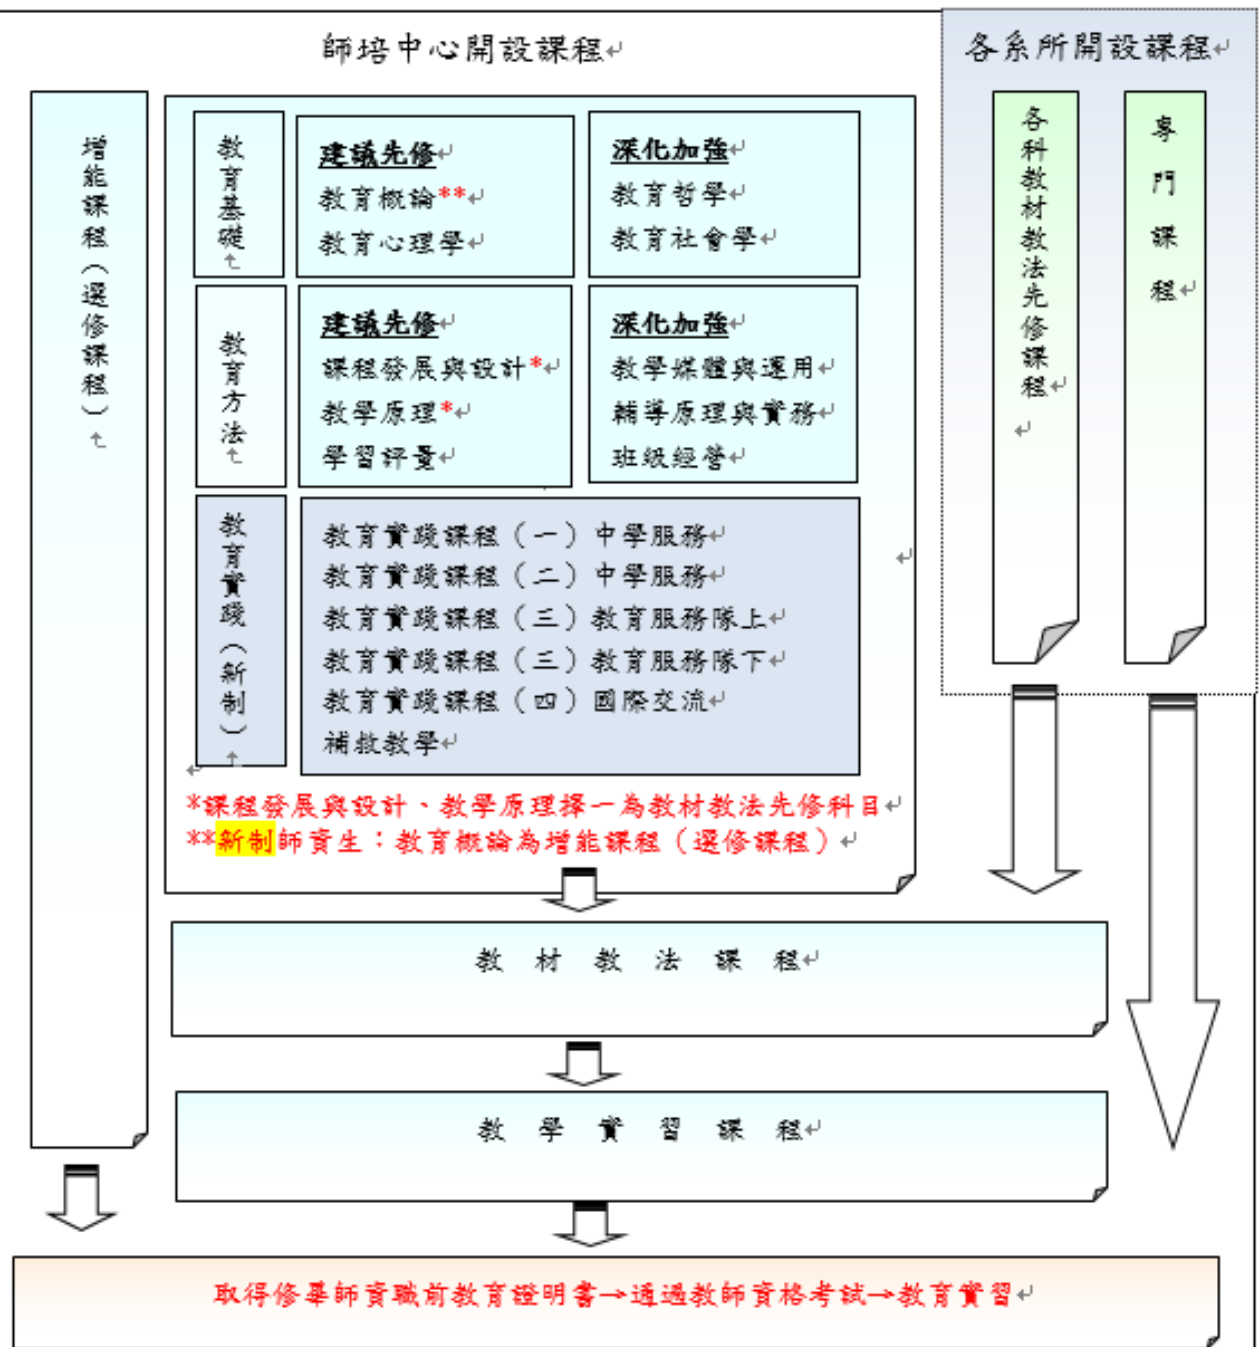 師培中心開設課程
各系所開設課程
增能課程（選修課程）
教育基礎
建議先修
教育概論**
教育心理學
深化加強
教育哲學
教育社會學
教育方法
建議先修
課程發展與設計*
教學原理*
學習評量
深化加強
教學媒體與運用
輔導原理與實務
班級經營
教育實踐（新制）
教育實踐課程（一）中學服務
教育實踐課程（二）中學服務
教育實踐課程（三）教育服務隊上
教育實踐課程（三）教育服務隊下
教育實踐課程（四）國際交流
補救教學
*課程發展與設計、教學原理擇一為教材教法先修科目
**新制師資生：教育概論為增能課程（選修課程）
各科教材教法先修課程
專門課程
教材教法課程
教學實習課程
取得修畢師資職前教育證明書→通過教師資格考試→教育實習